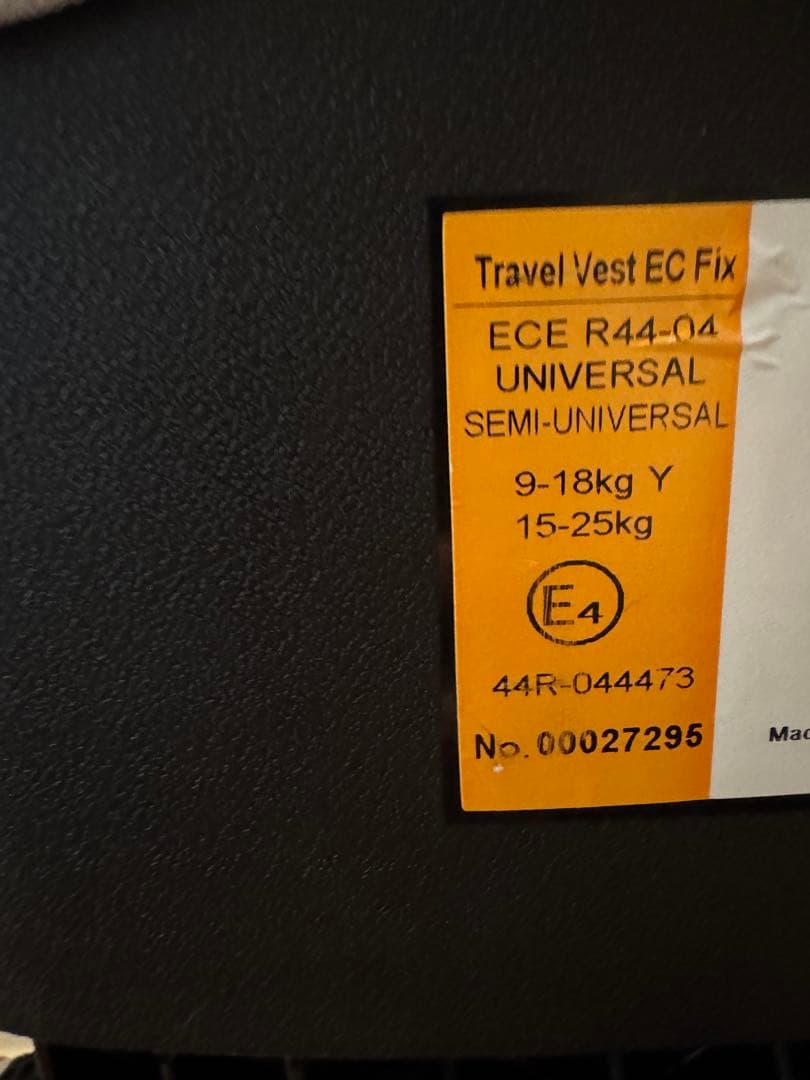 Travel Vest EC Fix
ECE R44-04
UNIVERSAL
SEMI-UNIVERSAL
9-18kg Y
15-25kg
E4
44R-044473
No. 00027295